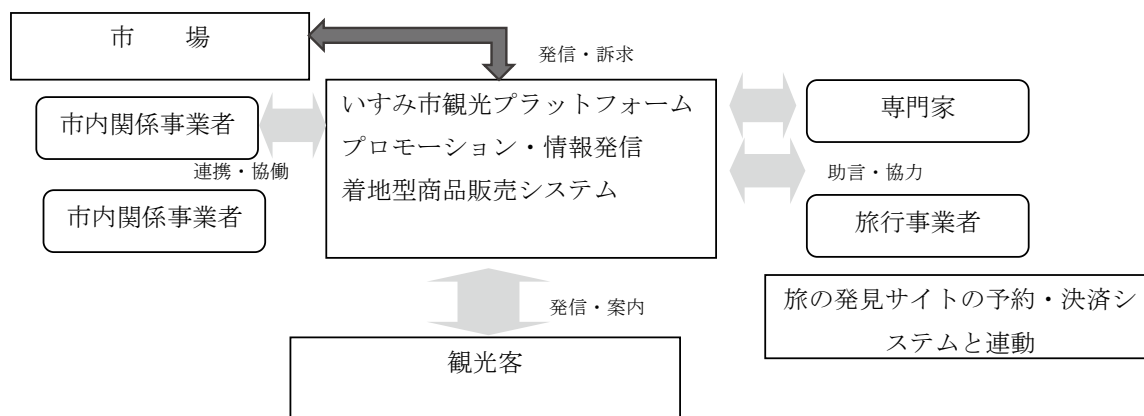 市　　場
発信・訴求
いすみ市観光プラットフォーム
プロモーション・情報発信
着地型商品販売システム
市内関係事業者
連携・協働
市内関係事業者
専門家
助言・協力
旅行事業者
旅の発見サイトの予約・決済シ
ステムと連動
発信・案内
観光客